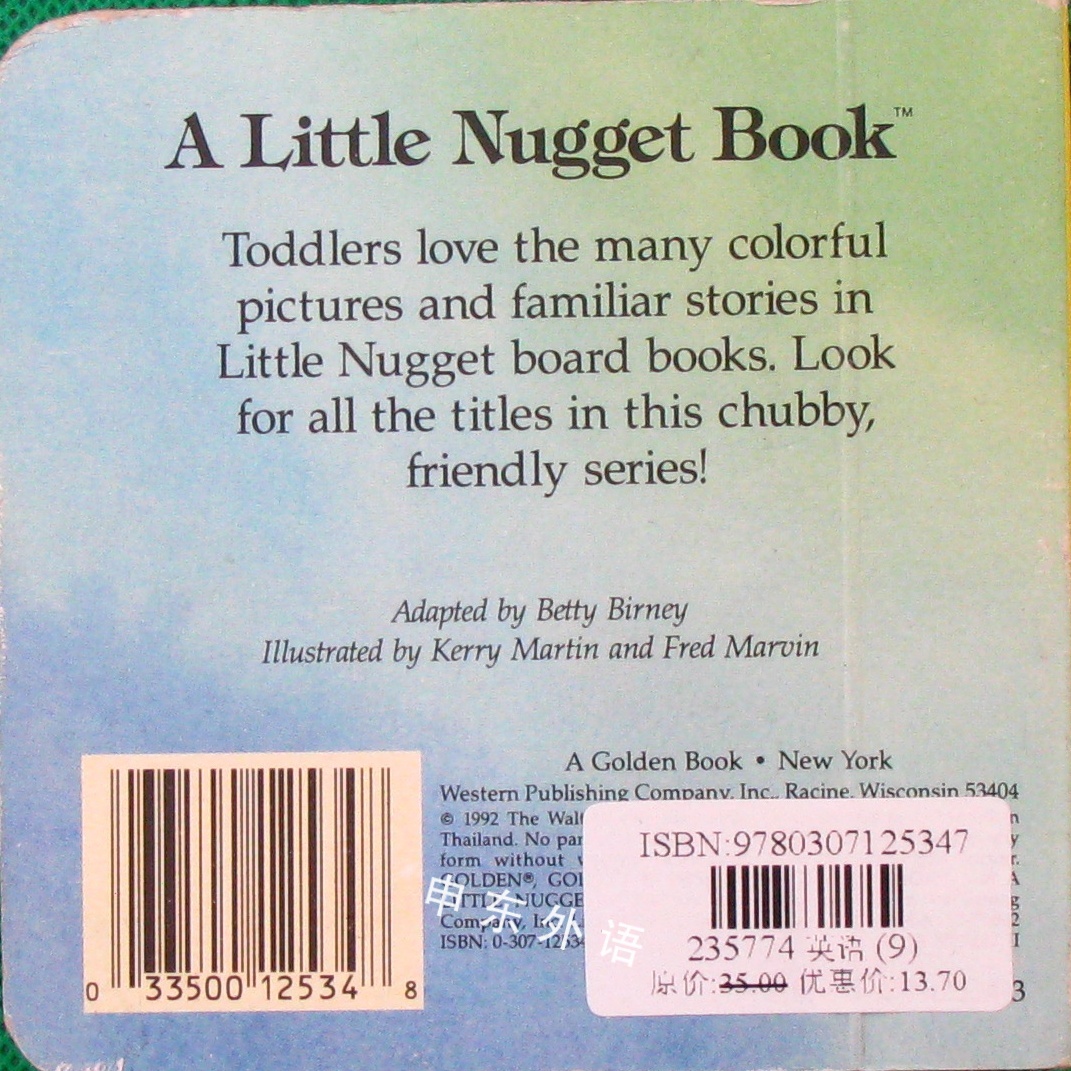 A Little Nugget Book™
Toddlers love the many colorful
pictures and familiar stories in
Little Nugget board books. Look
for all the titles in this chubby,
friendly series!
Adapted by Betty Birney
Illustrated by Kerry Martin and Fred Marvin
A Golden Book • New York
Western Publishing Company, Inc., Racine, Wisconsin 53404
© 1992 The
Thailand. No
form without
GOLDEN®,
LITTLE
Company,
ISBN: 0-307-12534
ISBN:9780307125347
235774 英语 (9)
原价:35.00 优惠价:13.70
申东外语
0 33500 12534 8
3